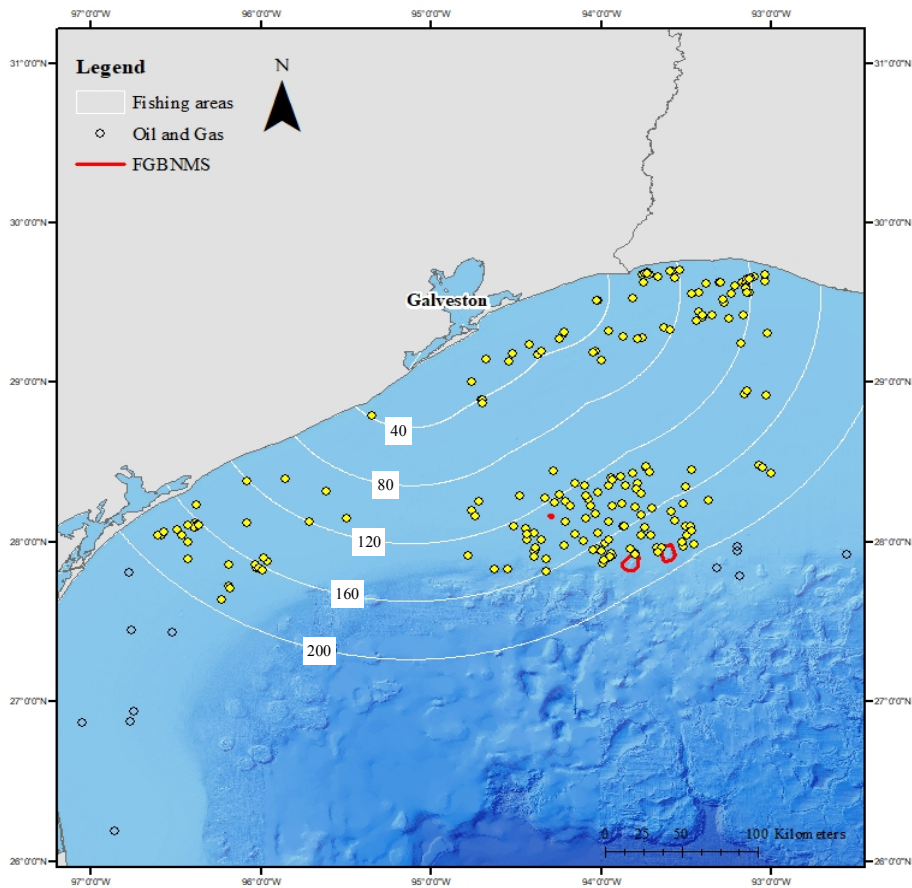 97°0'0"W 96°0'0"W 95°0'0"W 94°0'0"W 93°0'0"W
31°0'0"N 31°0'0"N
Legend N
Fishing areas
Oil and Gas
FGBNMS
30°0'0"N 30°0'0"N
Galveston
29°0'0"N 29°0'0"N
40
80
120
28°0'0"N 28°0'0"N
160
200
27°0'0"N 27°0'0"N
0 25 50 100 Kilometers
26°0'0"N 26°0'0"N
97°0'0"W 96°0'0"W 95°0'0"W 94°0'0"W 93°0'0"W